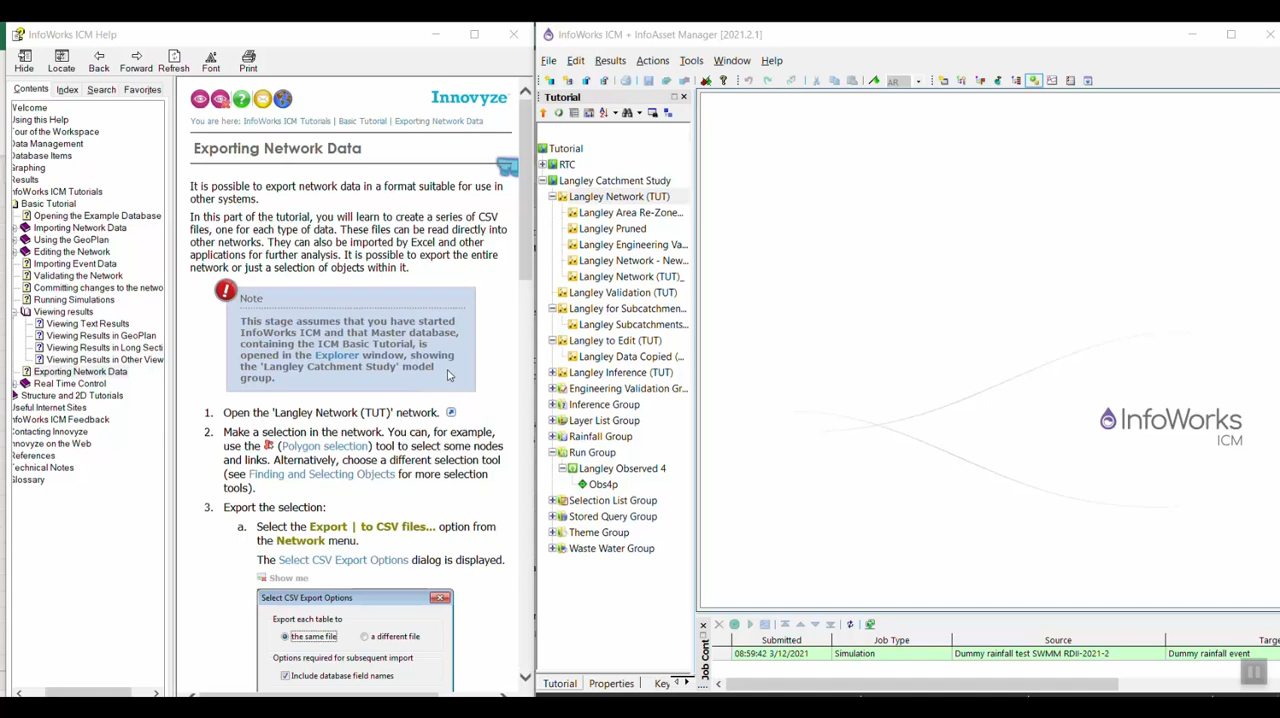 InfoWorks ICM Help
Hide Locate Back Forward Refresh Font Print
Contents Index Search Favorites
Velcome
Jsing this Help
our of the Workspace
Data Management
Database Items
Graphing
Results
nfoWorks ICM Tutorials
Basic Tutorial
Opening the Example Database
Importing Network Data
Using the GeoPlan
Editing the Network
Importing Event Data
Validating the Network
Committing changes to the netwo
Running Simulations
Viewing results
Viewing Text Results
Viewing Results in GeoPlan
Viewing Results in Long Secti
Viewing Results in Other View
Exporting Network Data
Real Time Control
Structure and 2D Tutorials
Useful Internet Sites
nfoWorks ICM Feedback
Contacting Innovyze
nnovyze on the Web
References
echnical Notes
Glossary
Innovyze
You are here: InfoWorks ICM Tutorials | Basic Tutorial | Exporting Network Data
Exporting Network Data
It is possible to export network data in a format suitable for use in
other systems.
In this part of the tutorial, you will learn to create a series of CSV
files, one for each type of data. These files can be read directly into
other networks. They can also be imported by Excel and other
applications for further analysis. It is possible to export the entire
network or just a selection of objects within it.
Note
This stage assumes that you have started
InfoWorks ICM and that Master database,
containing the ICM Basic Tutorial, is
opened in the Explorer window, showing
the 'Langley Catchment Study' model
group.
1. Open the 'Langley Network (TUT)' network.
2. Make a selection in the network. You can, for example,
use the (Polygon selection) tool to select some nodes
and links. Alternatively, choose a different selection tool
(see Finding and Selecting Objects for more selection
tools).
3. Export the selection:
a. Select the Export | to CSV files... option from
the Network menu.
The Select CSV Export Options dialog is displayed.
Show me
Select CSV Export Options
Export each table to
the same file a different file
Options required for subsequent import
Include database field names
InfoWorks ICM + InfoAsset Manager [2021.2.1]
File Edit Results Actions Tools Window Help
AR
Tutorial
Tutorial
RTC
Langley Catchment Study
Langley Network (TUT)
Langley Area Re-Zone...
Langley Pruned
Langley Engineering Va...
Langley Network - New...
Langley Network (TUT)_
Langley Validation (TUT)
Langley for Subcatchmen...
Langley Subcatchments...
Langley to Edit (TUT)
Langley Data Copied (...
Langley Inference (TUT)
Engineering Validation Gr...
Inference Group
Layer List Group
Rainfall Group
Run Group
Langley Observed 4
Obs4p
Selection List Group
Stored Query Group
Theme Group
Waste Water Group
Tutorial Properties Key
InfoWorks
ICM
Job Cont
Submitted Job Type Source Targe
08:59:42 3/12/2021 Simulation Dummy rainfall test SWMM RDII-2021-2 Dummy rainfall event